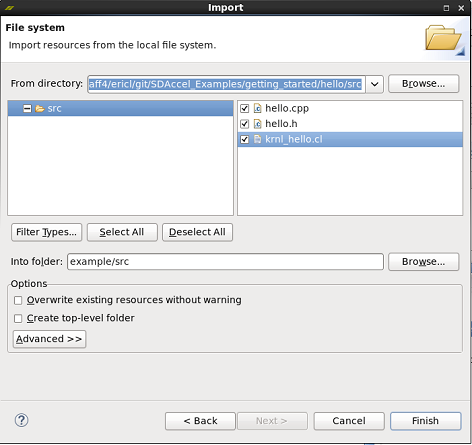 Import
File system
Import resources from the local file system.
From directory: aff4/ericl/git/SDAccel_Examples/getting_started/hello/src Browse...
src
hello.cpp
hello.h
krnl_hello.cl
Filter Types... Select All Deselect All
Into folder: example/src Browse...
Options
Overwrite existing resources without warning
Create top-level folder
Advanced >>
? < Back Next > Cancel Finish